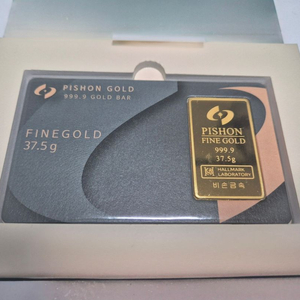 PISHON GOLD
999.9 GOLD BAR
FINEGOLD
37.5g
PISHON
FINE GOLD
999.9
37.5g
HALLMARK
LABORATORY
비손금속